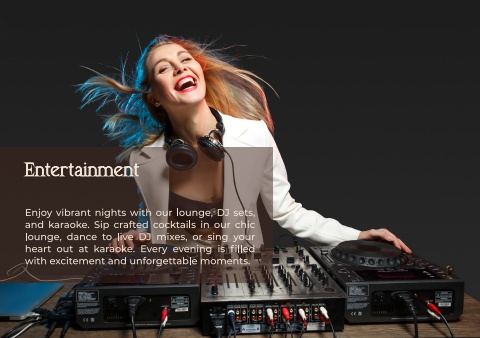 Entertainment
Enjoy vibrant nights with our lounge, DJ sets,
and karaoke. Sip crafted cocktails in our chic
lounge, dance to live DJ mixes, or sing your
heart out at karaoke. Every evening is filled
with excitement and unforgettable moments.